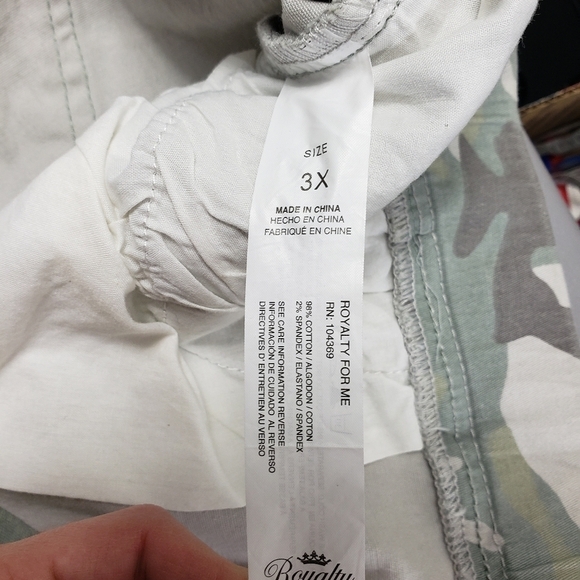 SIZE
3X
MADE IN CHINA
HECHO EN CHINA
FABRIQUÉ EN CHINE
ROYALTY FOR ME
RN: 104369
98% COTTON / ALGODON / COTON
2% SPANDEX / ELASTANO / SPANDEX
SEE CARE INFORMATION REVERSE
INFORMACIÓN DE CUIDADO AL REVERSO
DIRECTIVES D' ENTRETIEN AU VERSO
Royalty